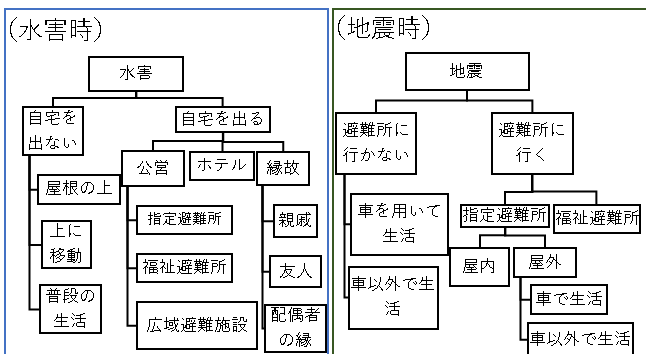 (水害時)
水害
自宅を
出ない
屋根の上
上に
移動
普段の
生活
自宅を出る
公営
指定避難所
福祉避難所
広域避難施設
ホテル
縁故
親戚
友人
配偶者
の縁
(地震時)
地震
避難所に
行かない
車を用いて
生活
車以外で生
活
避難所に
行く
指定避難所
屋内
屋外
車で生活
車以外で生活
福祉避難所